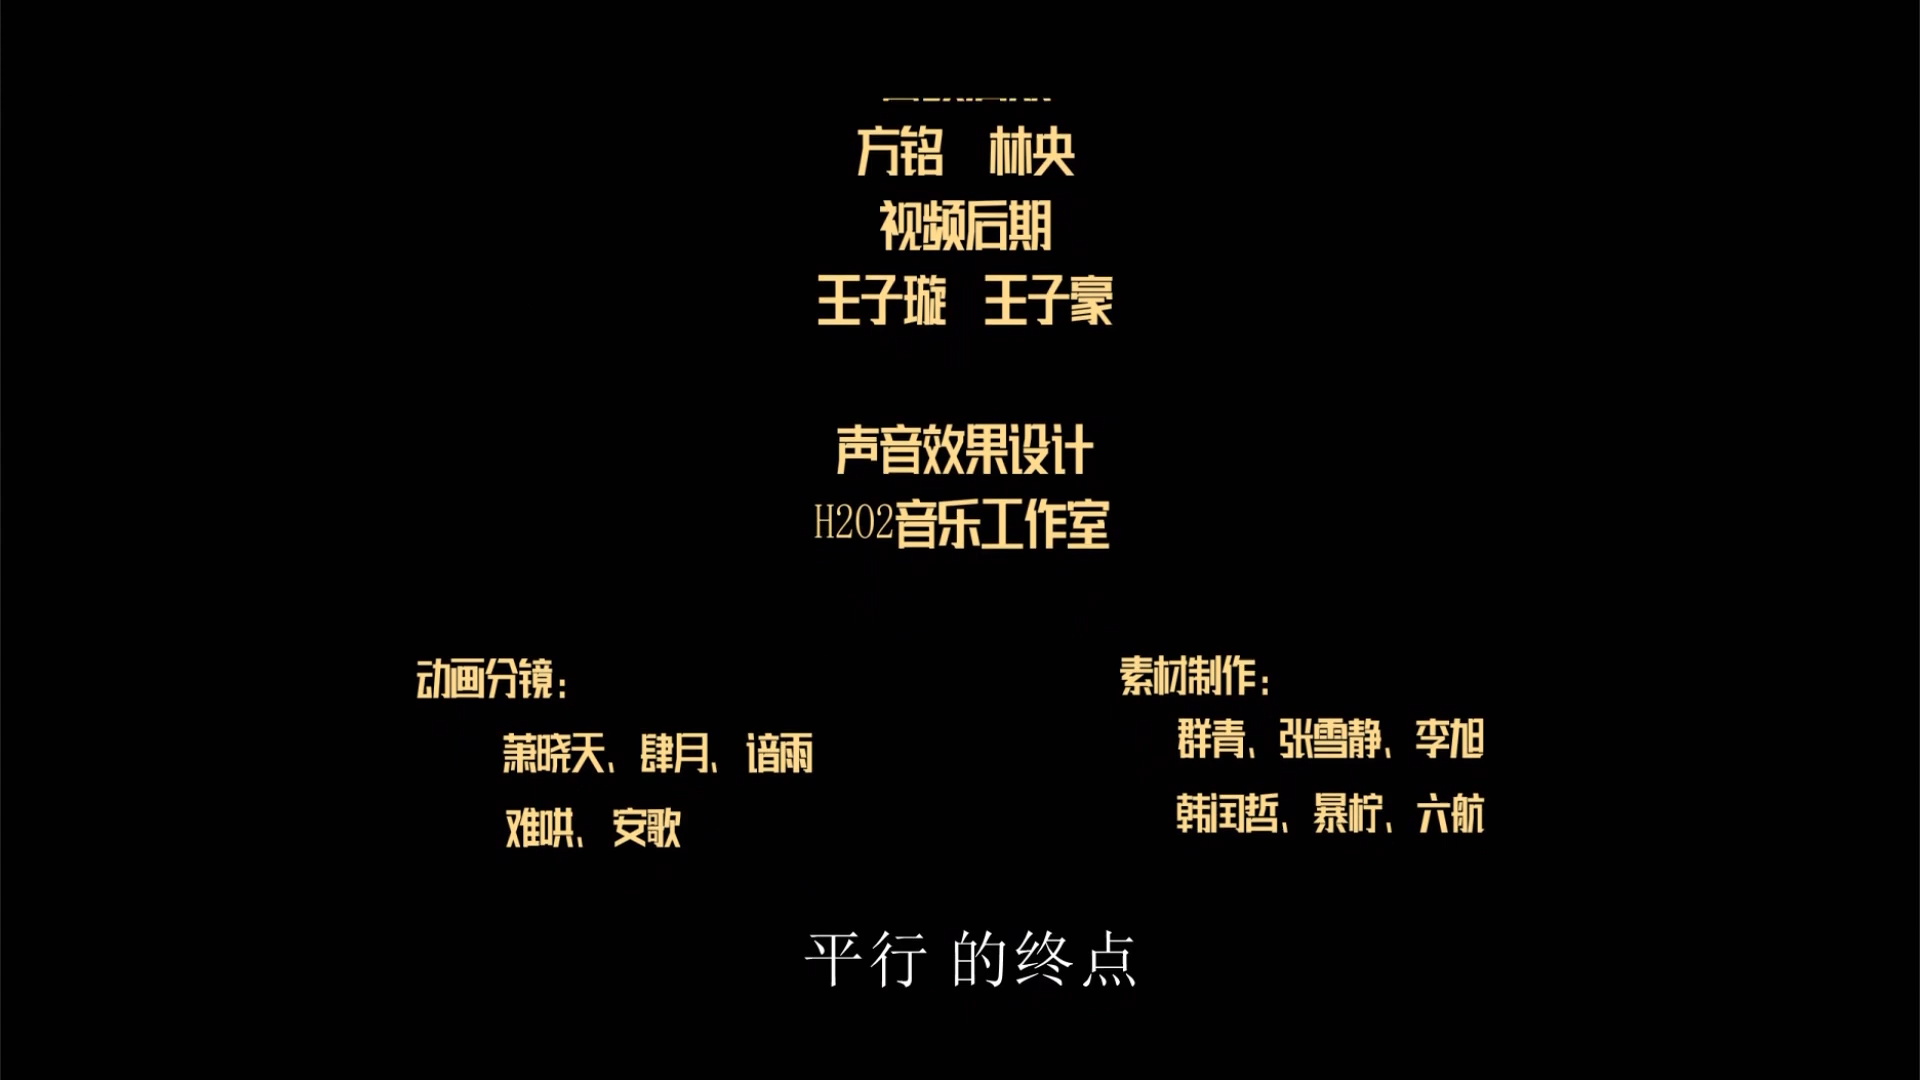 方铭 林央
视频后期
王子璇 王子豪
声音效果设计
H2O2音乐工作室
动画分镜：
萧晓天、肆月、谙雨
难哄、安歌
素材制作：
群青、张雪静、李旭
韩闰哲、暴柠、六航
平行 的终点